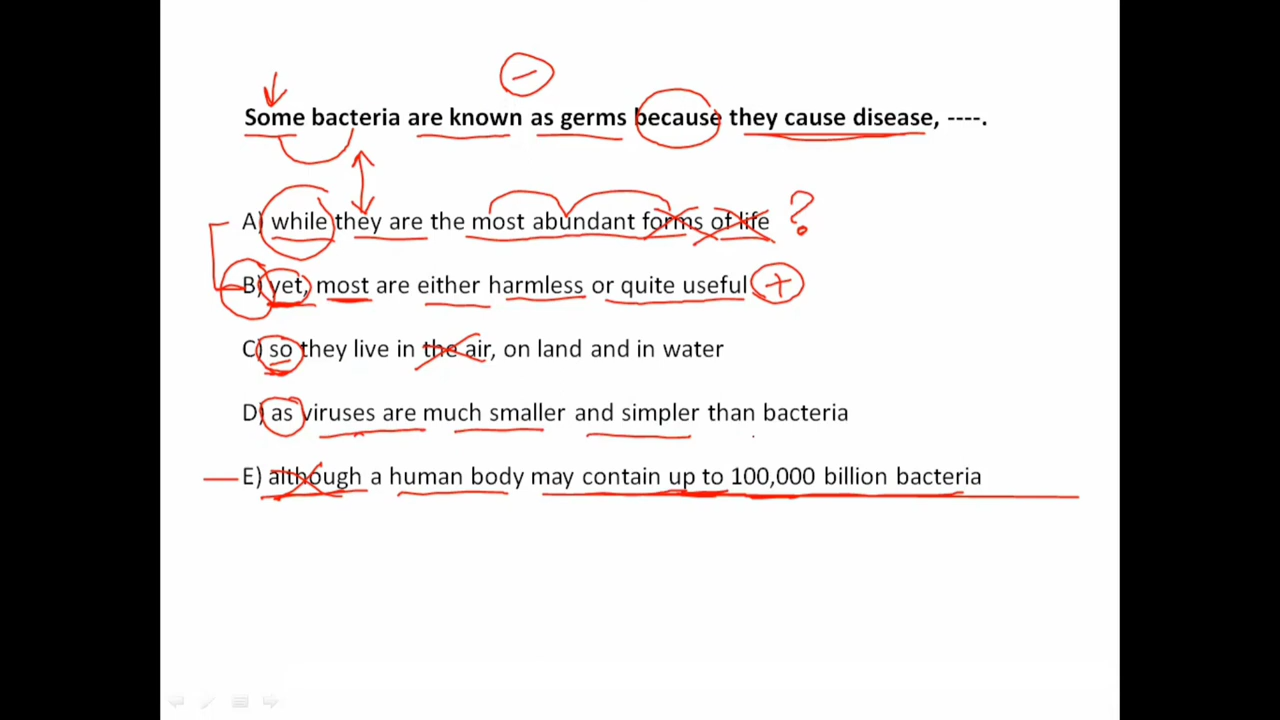 Some bacteria are known as germs because they cause disease, ----.
A) while they are the most abundant forms of life ?
B) yet, most are either harmless or quite useful +
C) so they live in the air, on land and in water
D) as viruses are much smaller and simpler than bacteria
E) although a human body may contain up to 100,000 billion bacteria